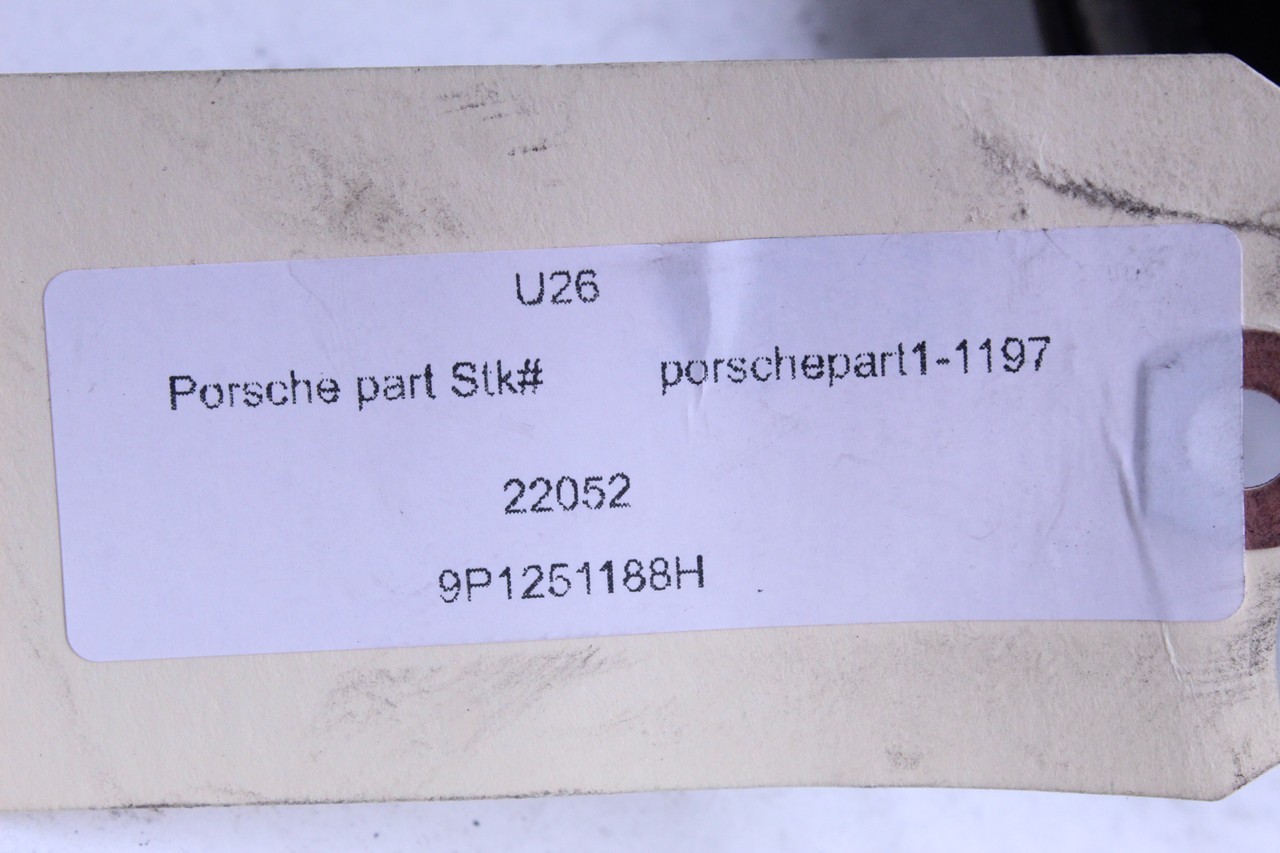 U26
Porsche part Stk# porschepart1-1197
22052
9P1251188H